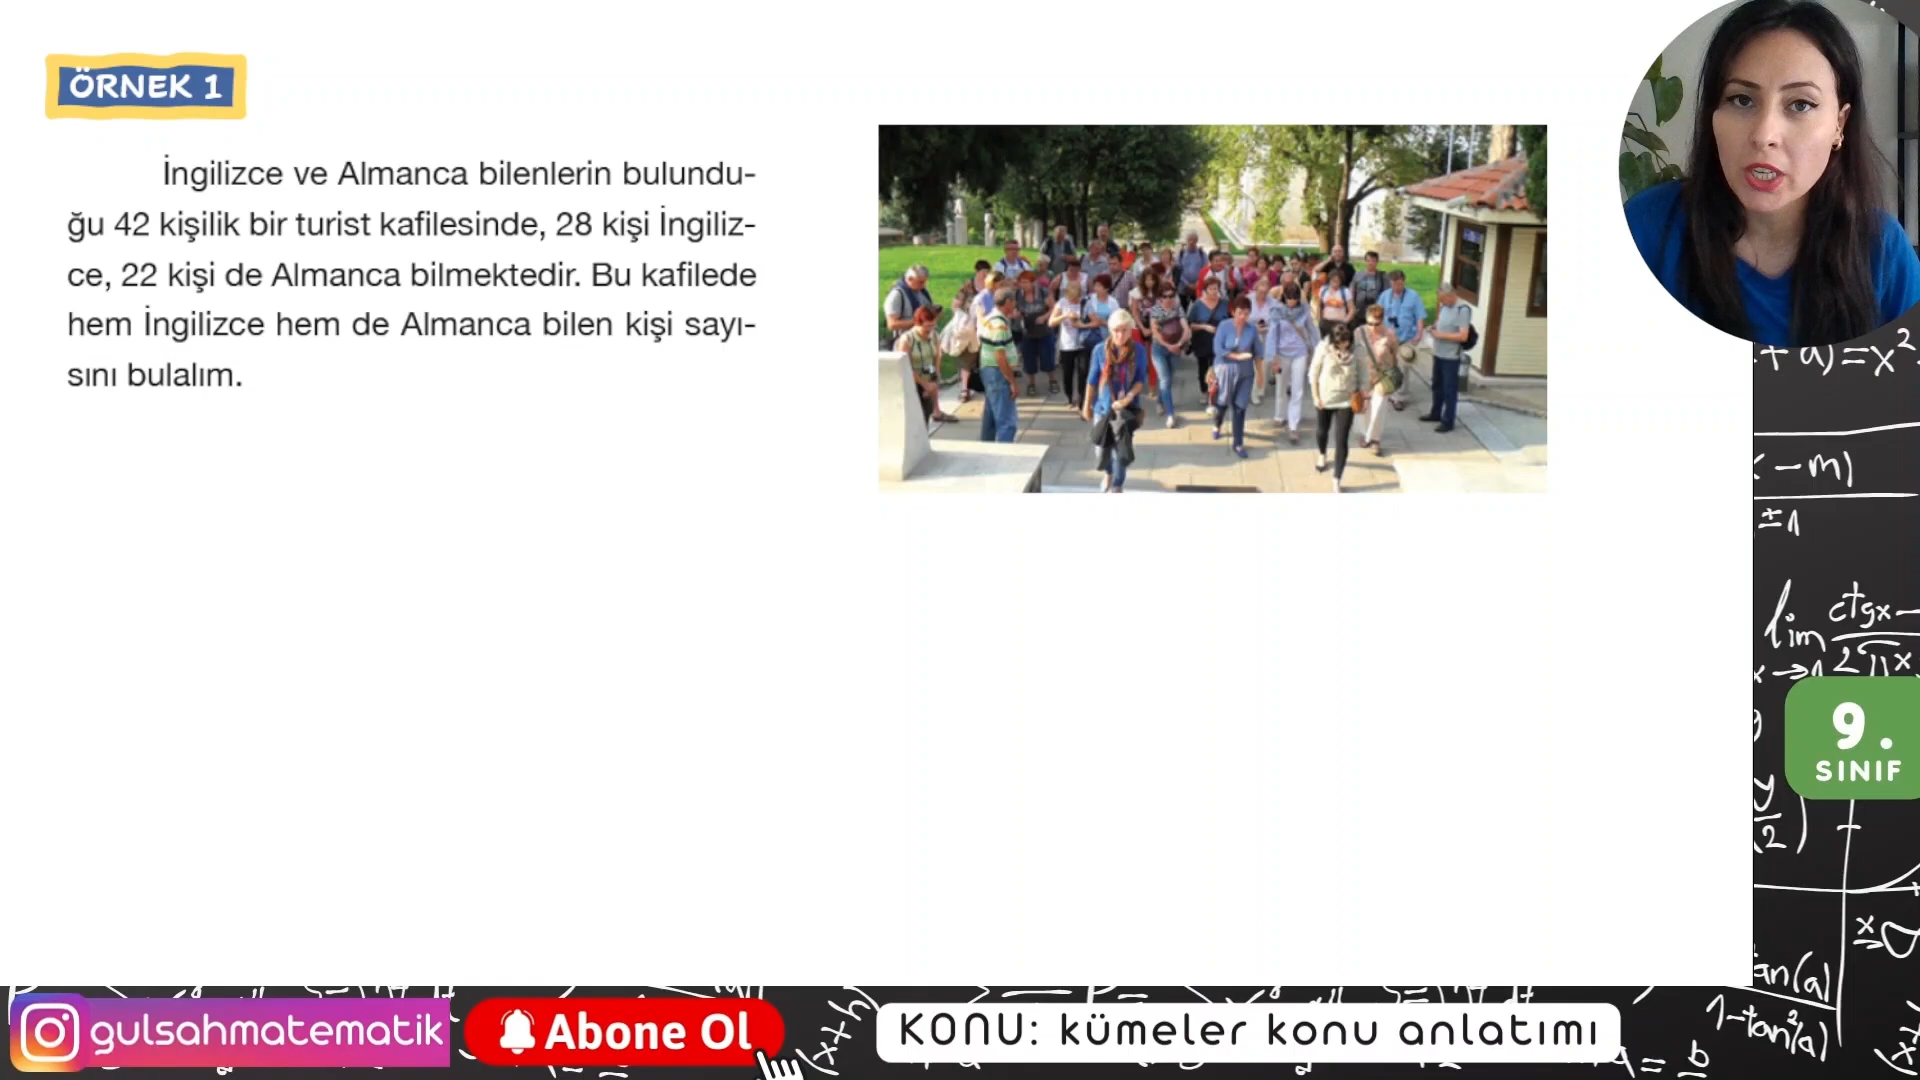 ÖRNEK 1
İngilizce ve Almanca bilenlerin bulundu-
ğu 42 kişilik bir turist kafilesinde, 28 kişi İngiliz-
ce, 22 kişi de Almanca bilmektedir. Bu kafilede
hem İngilizce hem de Almanca bilen kişi sayı-
sını bulalım.
9.
SINIF
gulsahmatematik
Abone Ol
KONU: kümeler konu anlatımı